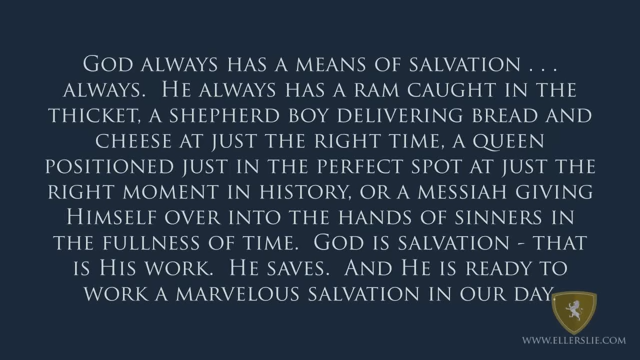 God always has a means of salvation . . .
always.  He always has a ram caught in the
thicket, a shepherd boy delivering bread and
cheese at just the right time, a queen
positioned just in the perfect spot at just the
right moment in history, or a Messiah giving
Himself over into the hands of sinners in
the fullness of time.  God is salvation - that
is His work.  He saves.  And He is ready to
work a marvelous salvation in our day.
WWW.ELLERSLIE.COM